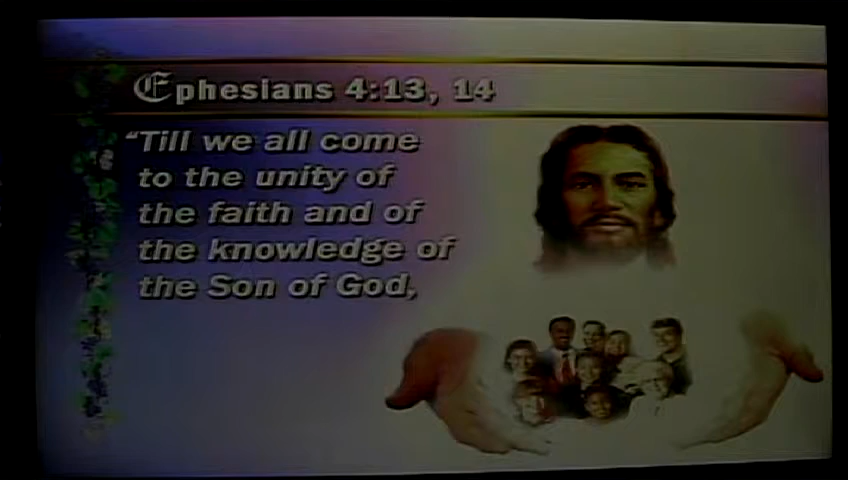 Ephesians 4:13, 14
“Till we all come
to the unity of
the faith and of
the knowledge of
the Son of God,